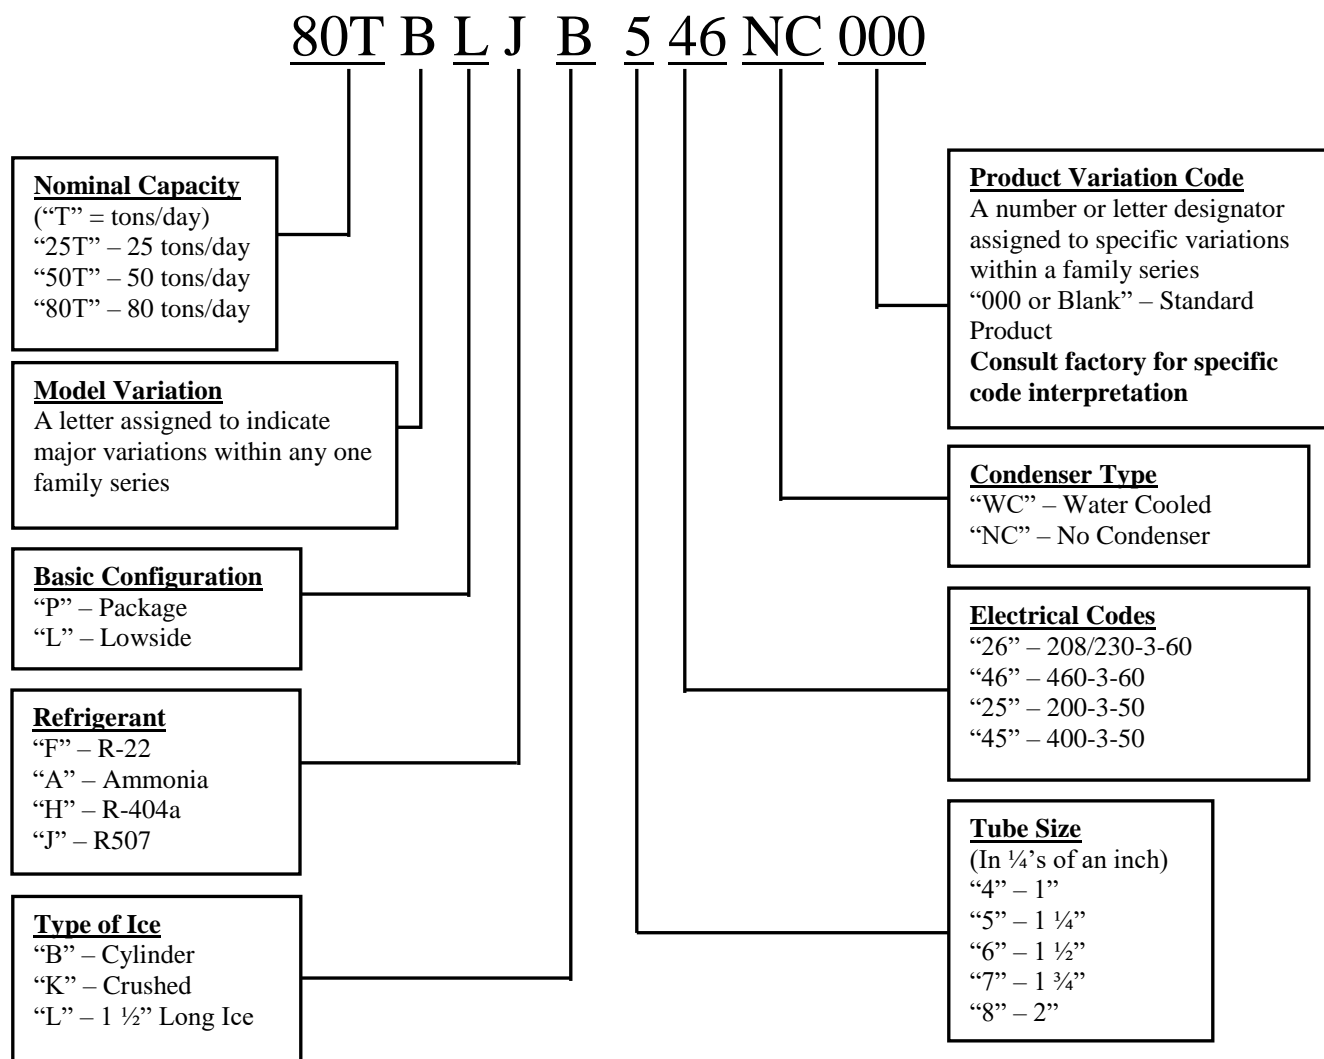 80T B L J B 5 46 NC 000
Nominal Capacity
(“T” = tons/day)
“25T” – 25 tons/day
“50T” – 50 tons/day
“80T” – 80 tons/day
Model Variation
A letter assigned to indicate
major variations within any one
family series
Basic Configuration
“P” – Package
“L” – Lowside
Refrigerant
“F” – R-22
“A” – Ammonia
“H” – R-404a
“J” – R507
Type of Ice
“B” – Cylinder
“K” – Crushed
“L” – 1 ½” Long Ice
Product Variation Code
A number or letter designator
assigned to specific variations
within a family series
“000 or Blank” – Standard
Product
Consult factory for specific
code interpretation
Condenser Type
“WC” – Water Cooled
“NC” – No Condenser
Electrical Codes
“26” – 208/230-3-60
“46” – 460-3-60
“25” – 200-3-50
“45” – 400-3-50
Tube Size
(In ¼’s of an inch)
“4” – 1”
“5” – 1 ¼”
“6” – 1 ½”
“7” – 1 ¾”
“8” – 2”